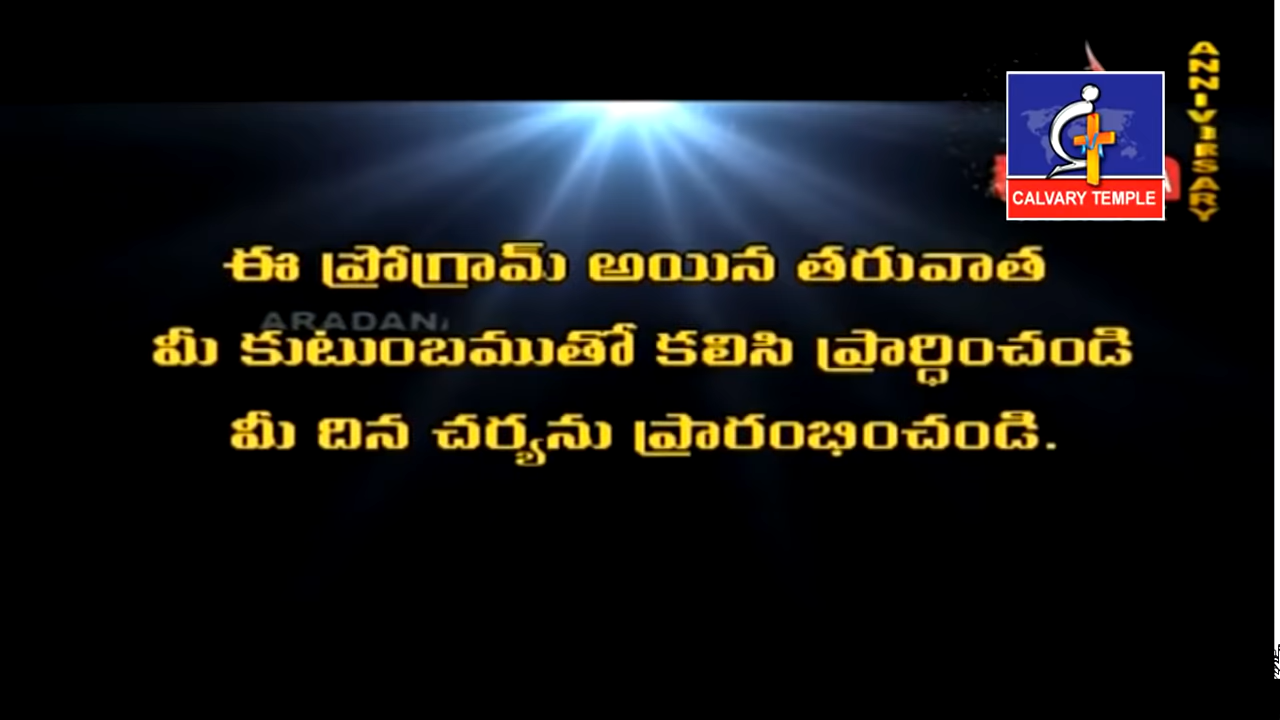 ANNIVERSARY
CALVARY TEMPLE
ఈ ప్రోగ్రామ్ అయిన తరువాత
మీ కుటుంబముతో కలిసి ప్రార్ధించండి
మీ దిన చర్యను ప్రారంభించండి.